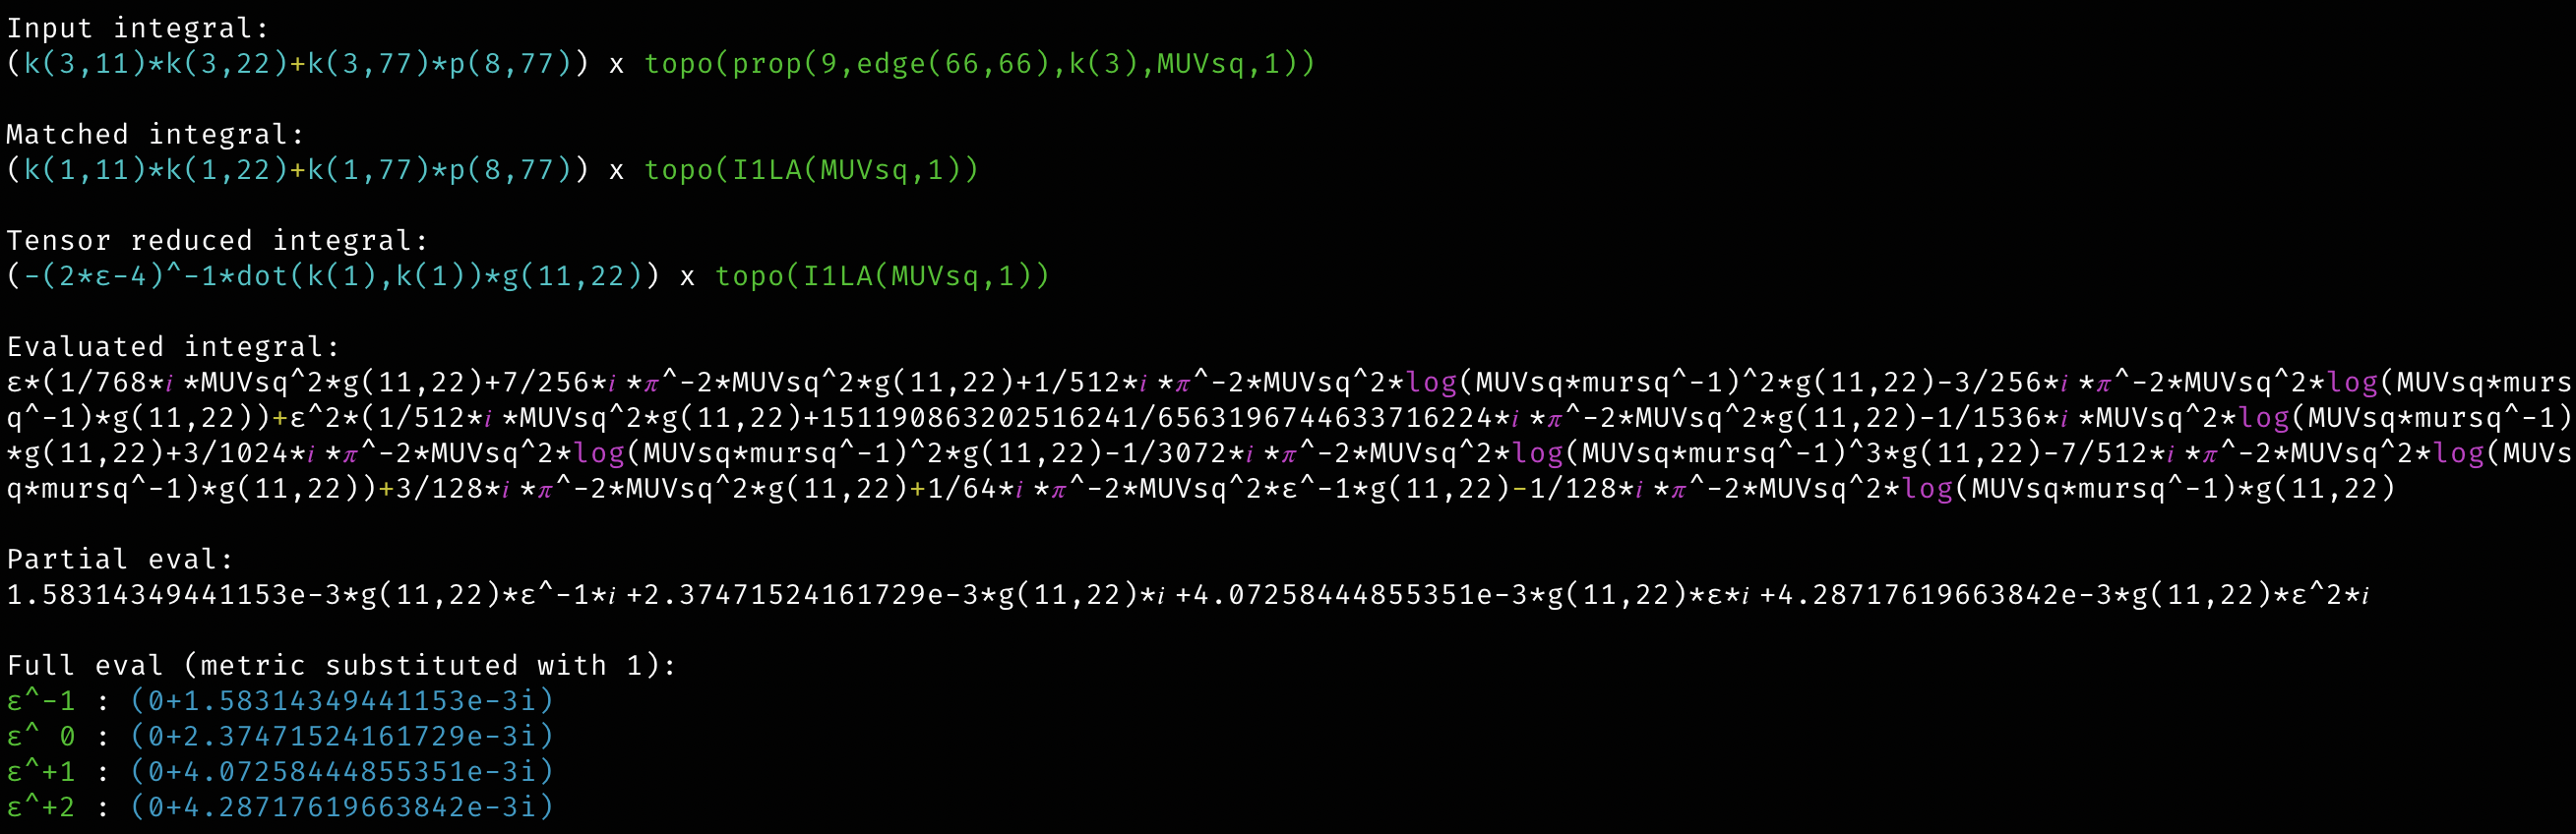 Input integral:
(k(3,11)*k(3,22)+k(3,77)*p(8,77)) x topo(prop(9,edge(66,66),k(3),MUVsq,1))
Matched integral:
(k(1,11)*k(1,22)+k(1,77)*p(8,77)) x topo(I1LA(MUVsq,1))
Tensor reduced integral:
(-(2*ε-4)^-1*dot(k(1),k(1))*g(11,22)) x topo(I1LA(MUVsq,1))
Evaluated integral:
ε*(1/768*𝑖 *MUVsq^2*g(11,22)+7/256*𝑖 *𝜋^-2*MUVsq^2*g(11,22)+1/512*𝑖 *𝜋^-2*MUVsq^2*log(MUVsq*mursq^-1)^2*g(11,22)-3/256*𝑖 *𝜋^-2*MUVsq^2*log(MUVsq*murs
q^-1)*g(11,22))+ε^2*(1/512*𝑖 *MUVsq^2*g(11,22)+151190863202516241/6563196744633716224*𝑖 *𝜋^-2*MUVsq^2*g(11,22)-1/1536*𝑖 *MUVsq^2*log(MUVsq*mursq^-1)
*g(11,22)+3/1024*𝑖 *𝜋^-2*MUVsq^2*log(MUVsq*mursq^-1)^2*g(11,22)-1/3072*𝑖 *𝜋^-2*MUVsq^2*log(MUVsq*mursq^-1)^3*g(11,22)-7/512*𝑖 *𝜋^-2*MUVsq^2*log(MUVs
q*mursq^-1)*g(11,22))+3/128*𝑖 *𝜋^-2*MUVsq^2*g(11,22)+1/64*𝑖 *𝜋^-2*MUVsq^2*ε^-1*g(11,22)-1/128*𝑖 *𝜋^-2*MUVsq^2*log(MUVsq*mursq^-1)*g(11,22)
Partial eval:
1.58314349441153e-3*g(11,22)*ε^-1*𝑖 +2.37471524161729e-3*g(11,22)*𝑖 +4.07258444855351e-3*g(11,22)*ε*𝑖 +4.28717619663842e-3*g(11,22)*ε^2*𝑖
Full eval (metric substituted with 1):
ε^-1 : (0+1.58314349441153e-3i)
ε^ 0 : (0+2.37471524161729e-3i)
ε^+1 : (0+4.07258444855351e-3i)
ε^+2 : (0+4.28717619663842e-3i)